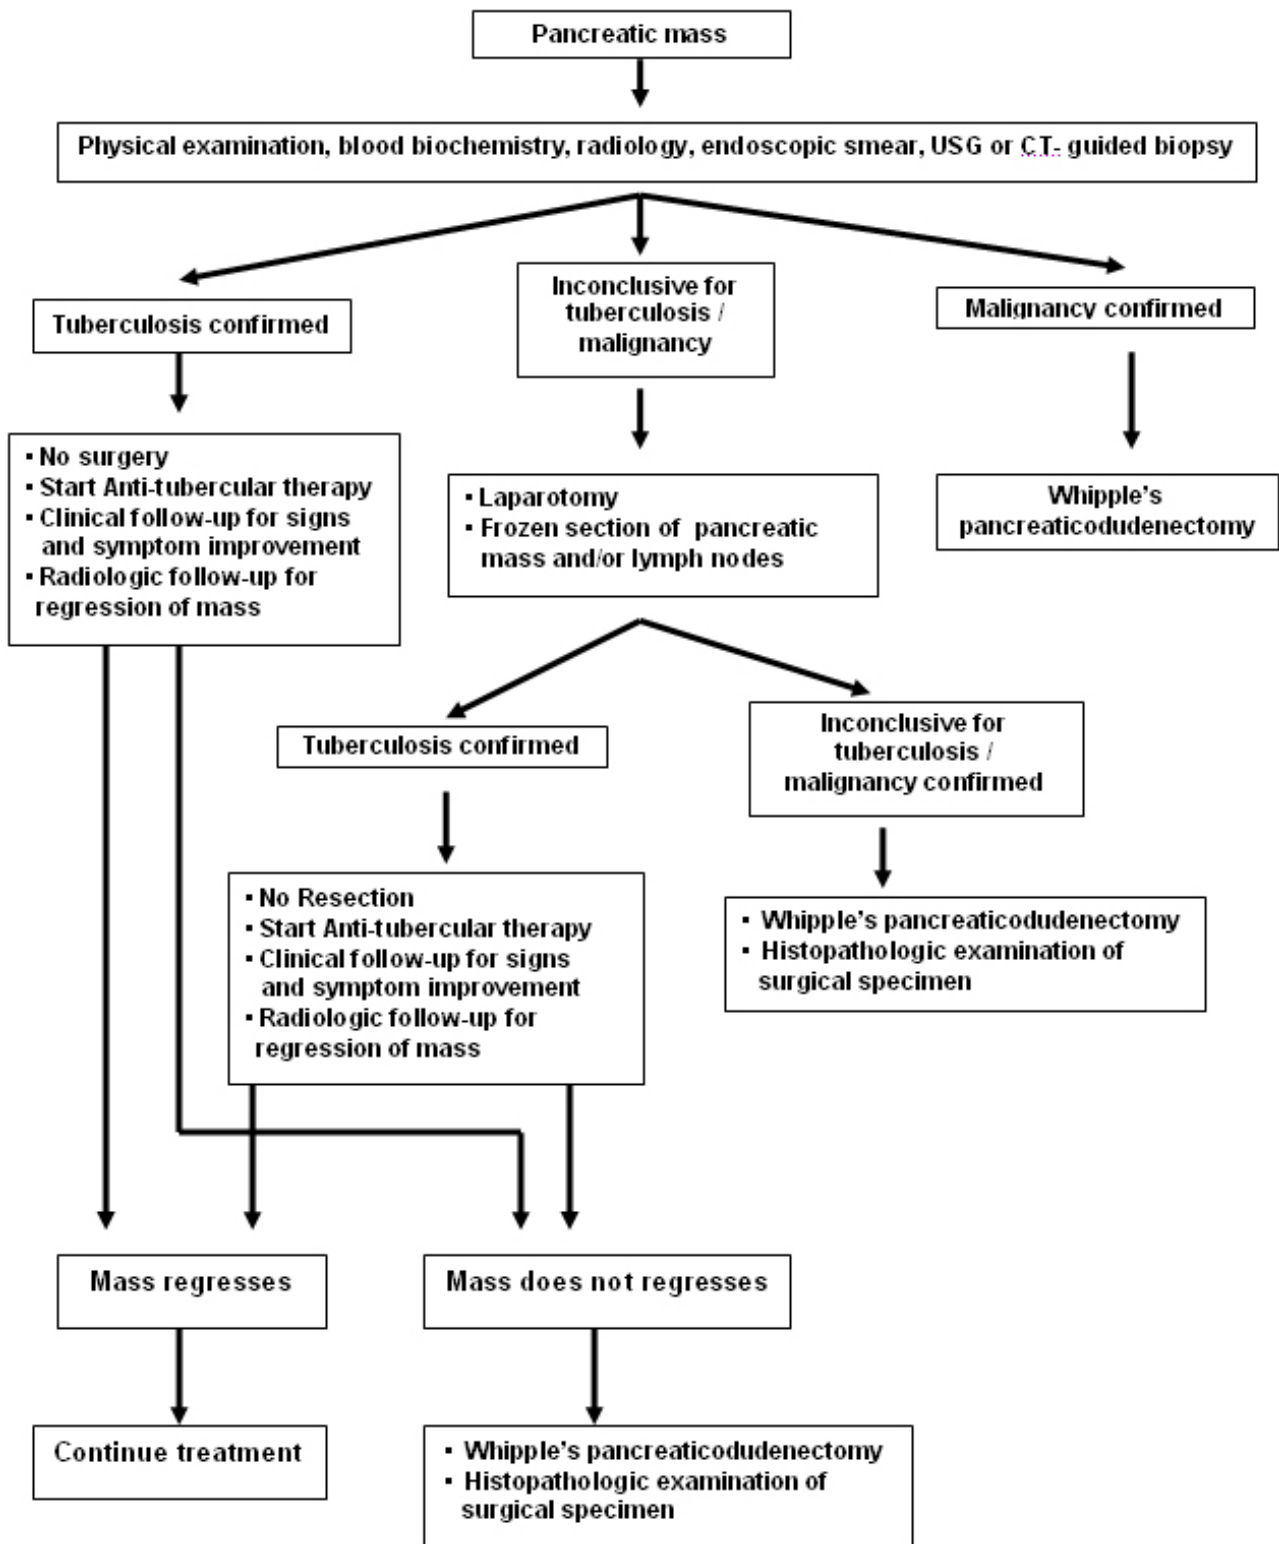 Pancreatic mass
Physical examination, blood biochemistry, radiology, endoscopic smear, USG or CT- guided biopsy
Tuberculosis confirmed
Inconclusive for
tuberculosis /
malignancy
Malignancy confirmed
▪ No surgery
▪ Start Anti-tubercular therapy
▪ Clinical follow-up for signs
and symptom improvement
▪ Radiologic follow-up for
regression of mass
▪ Laparotomy
▪ Frozen section of pancreatic
mass and/or lymph nodes
Whipple's
pancreaticodudenectomy
Tuberculosis confirmed
Inconclusive for
tuberculosis /
malignancy confirmed
▪ No Resection
▪ Start Anti-tubercular therapy
▪ Clinical follow-up for signs
and symptom improvement
▪ Radiologic follow-up for
regression of mass
▪ Whipple's pancreaticodudenectomy
▪ Histopathologic examination of
surgical specimen
Mass regresses
Mass does not regresses
Continue treatment
▪ Whipple's pancreaticodudenectomy
▪ Histopathologic examination of
surgical specimen